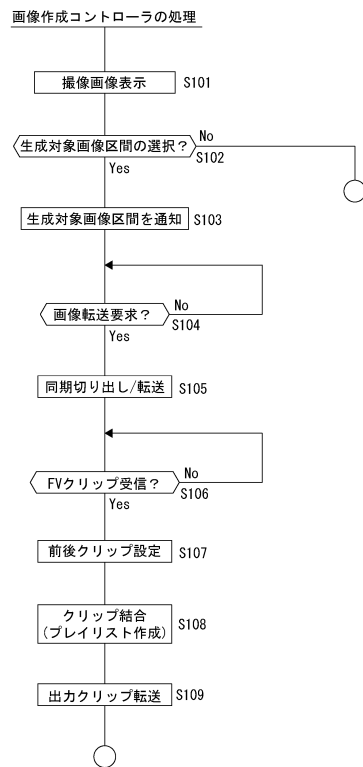 画像作成コントローラの処理
撮像画像表示 S101
生成対象画像区間の選択？ No
S102
Yes
生成対象画像区間を通知 S103
画像転送要求？ No
S104
Yes
同期切り出し/転送 S105
FVクリップ受信？ No
S106
Yes
前後クリップ設定 S107
クリップ結合
(プレイリスト作成) S108
出力クリップ転送 S109